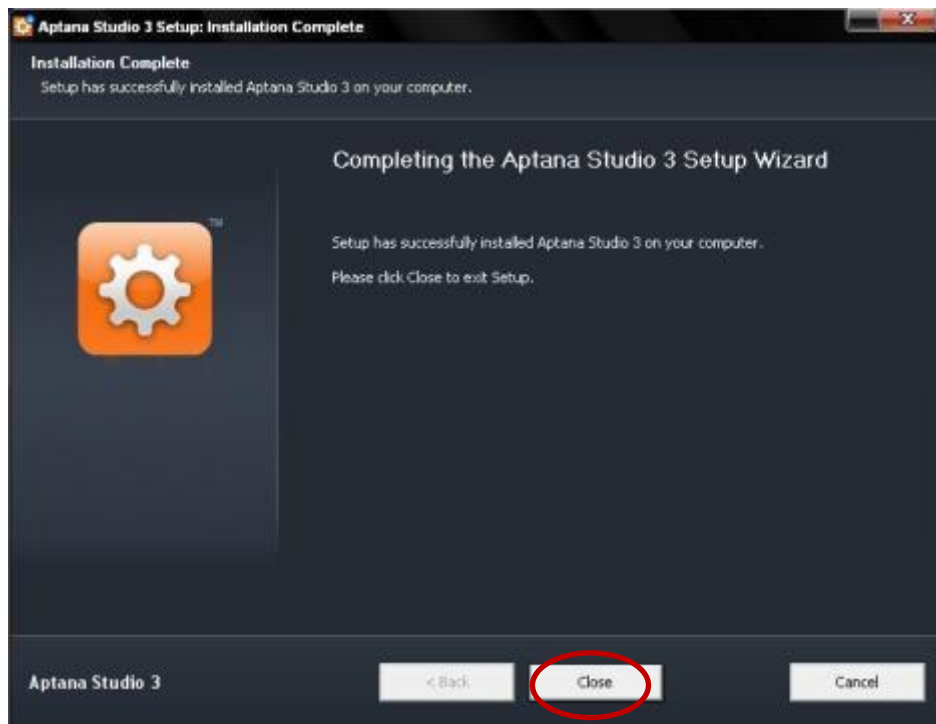 Aptana Studio 3 Setup: Installation Complete
Installation Complete
Setup has successfully installed Aptana Studio 3 on your computer.
TM
Completing the Aptana Studio 3 Setup Wizard
Setup has successfully installed Aptana Studio 3 on your computer.
Please click Close to exit Setup.
Aptana Studio 3
< Back
Close
Cancel